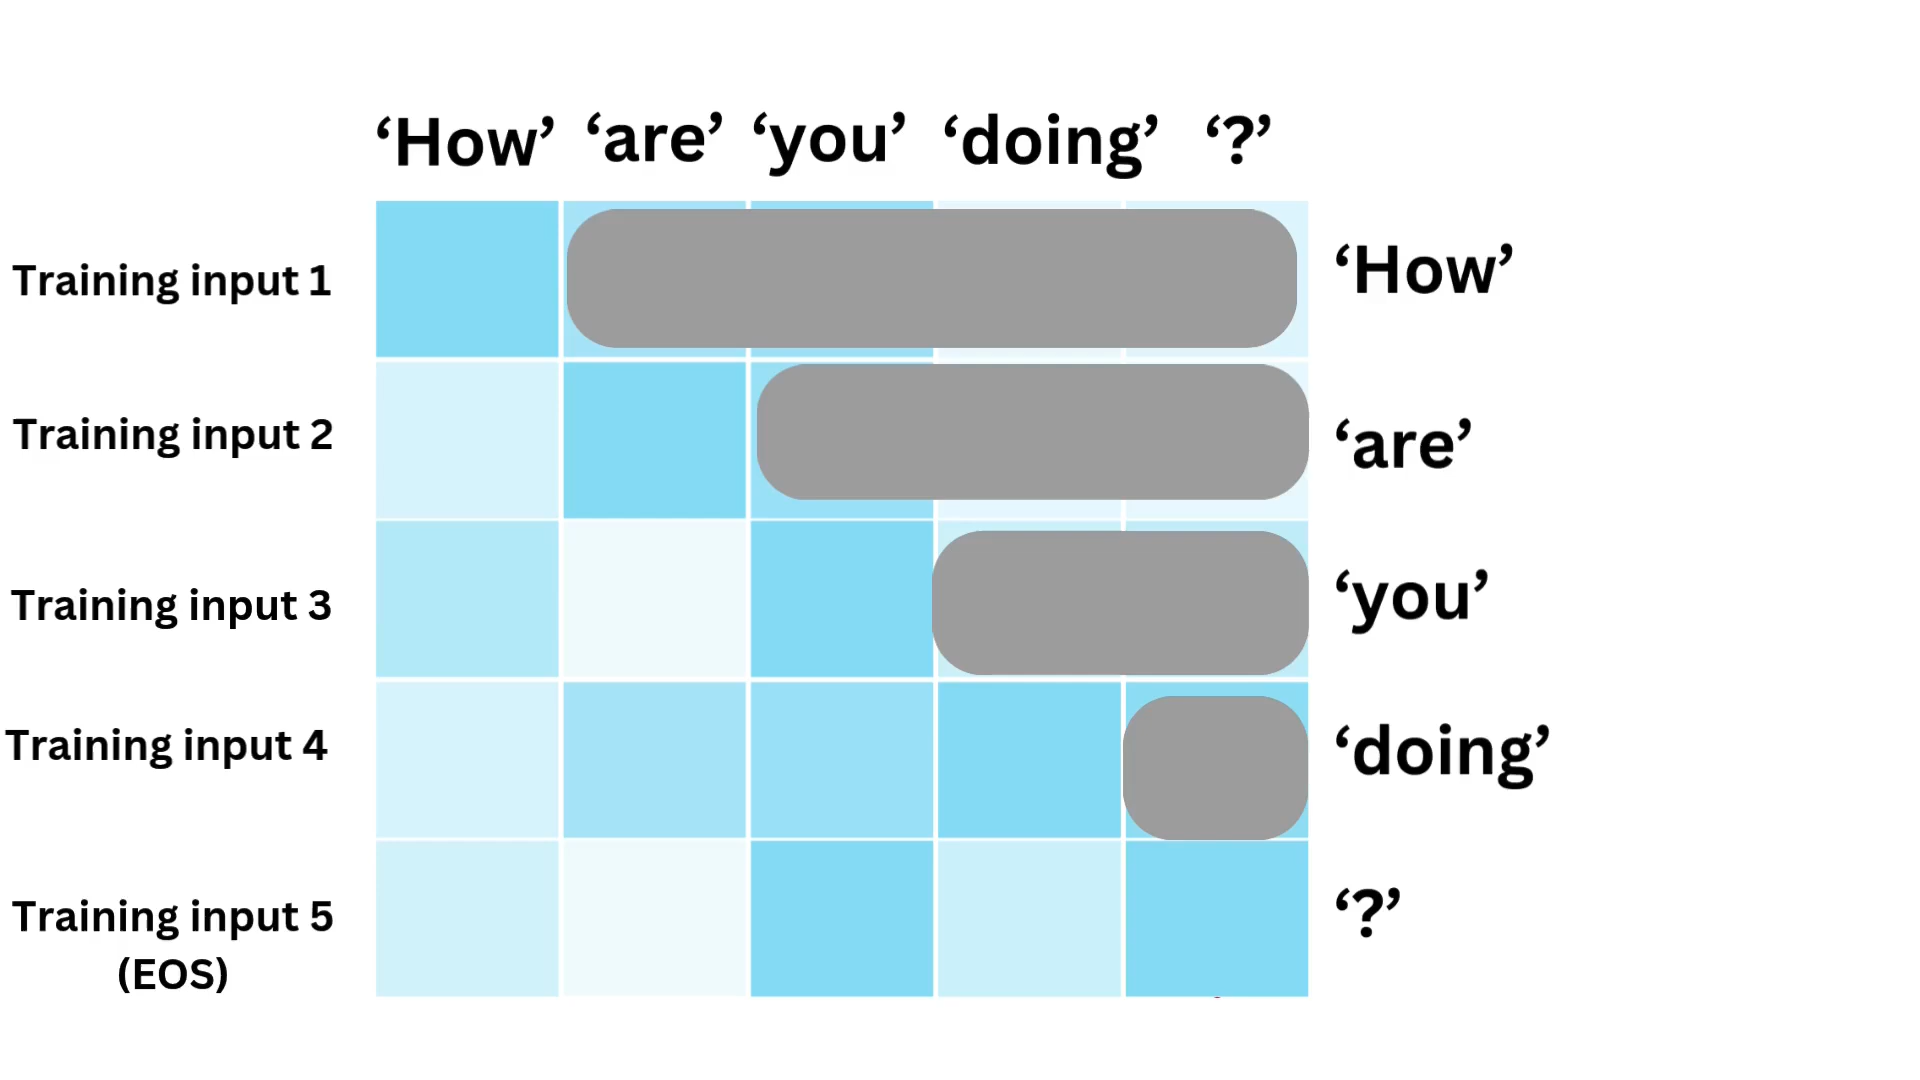 ‘How’ ‘are’ ‘you’ ‘doing’ ‘?’
Training input 1 ‘How’
Training input 2 ‘are’
Training input 3 ‘you’
Training input 4 ‘doing’
Training input 5 ‘?’
(EOS)